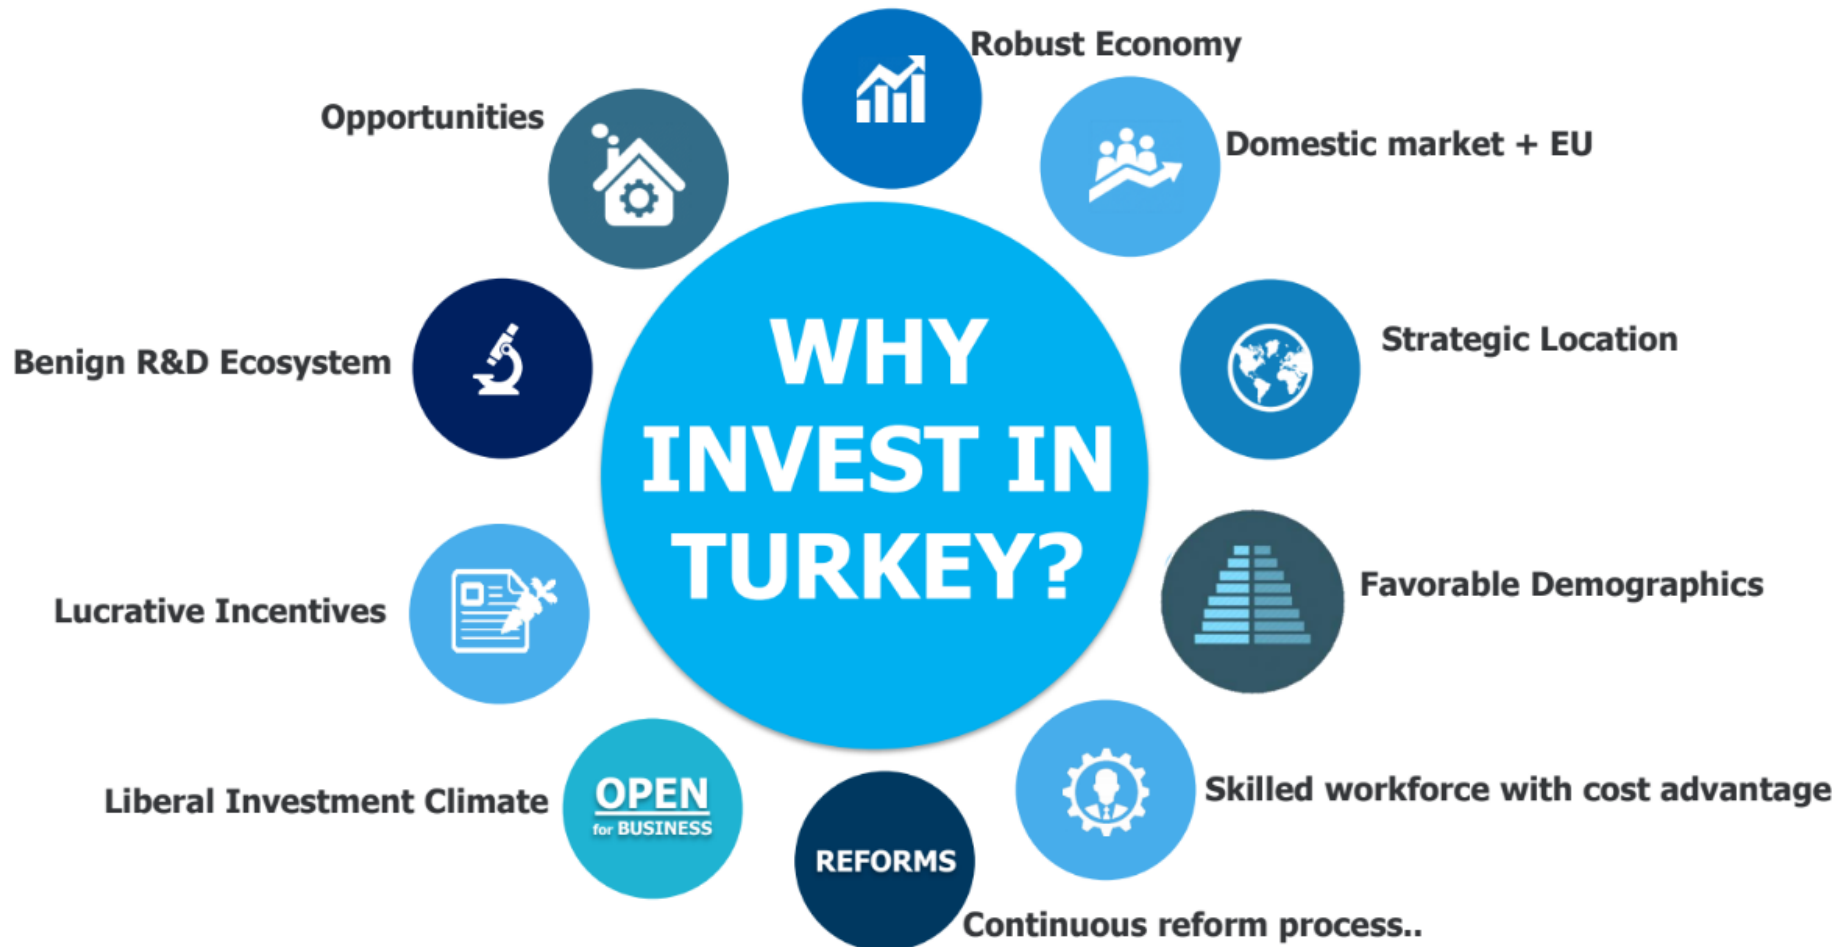 Robust Economy
Opportunities
Domestic market + EU
WHY
INVEST IN
TURKEY?
Strategic Location
Benign R&D Ecosystem
Favorable Demographics
Lucrative Incentives
Skilled workforce with cost advantage
Liberal Investment Climate
OPEN
for BUSINESS
REFORMS
Continuous reform process..